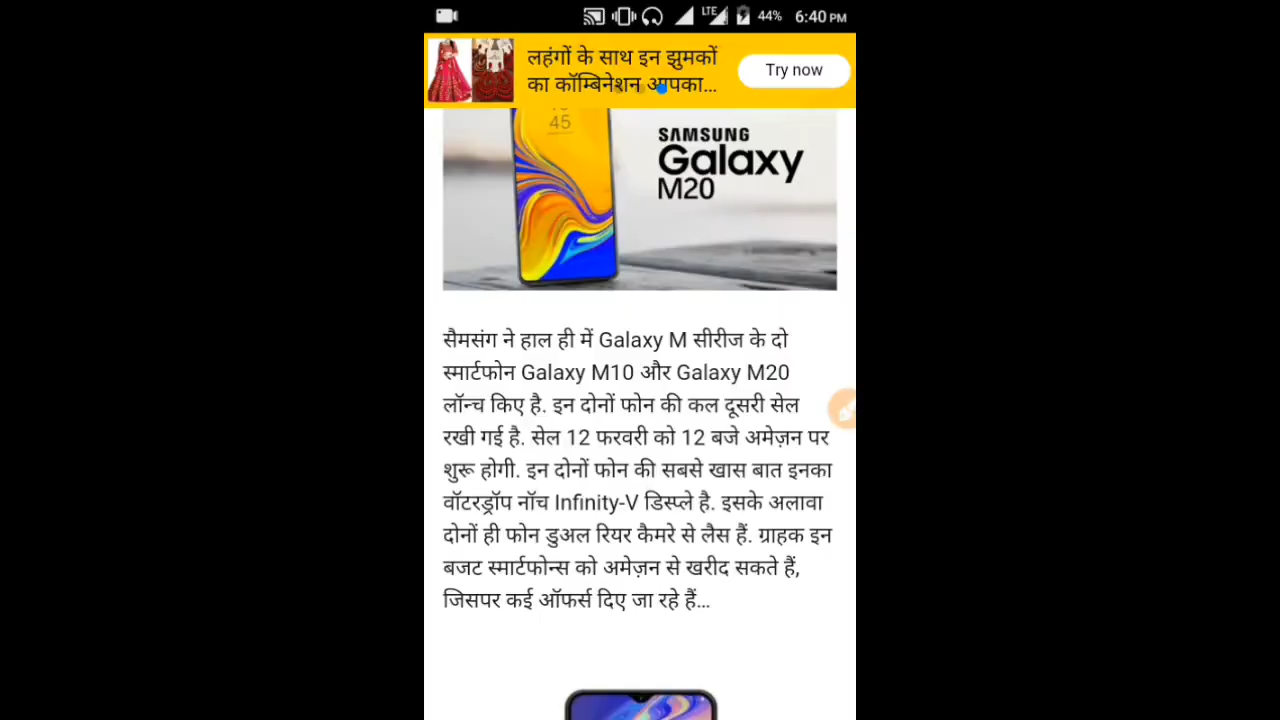 LTE 44% 6:40 PM
लहंगों के साथ इन झुमकों
का कॉम्बिनेशन आपका...
Try now
45
SAMSUNG
Galaxy
M20
सैमसंग ने हाल ही में Galaxy M सीरीज के दो
स्मार्टफोन Galaxy M10 और Galaxy M20
लॉन्च किए है. इन दोनों फोन की कल दूसरी सेल
रखी गई है. सेल 12 फरवरी को 12 बजे अमेज़न पर
शुरू होगी. इन दोनों फोन की सबसे खास बात इनका
वॉटरड्रॉप नॉच Infinity-V डिस्प्ले है. इसके अलावा
दोनों ही फोन डुअल रियर कैमरे से लैस हैं. ग्राहक इन
बजट स्मार्टफोन्स को अमेज़न से खरीद सकते हैं,
जिसपर कई ऑफर्स दिए जा रहे हैं...